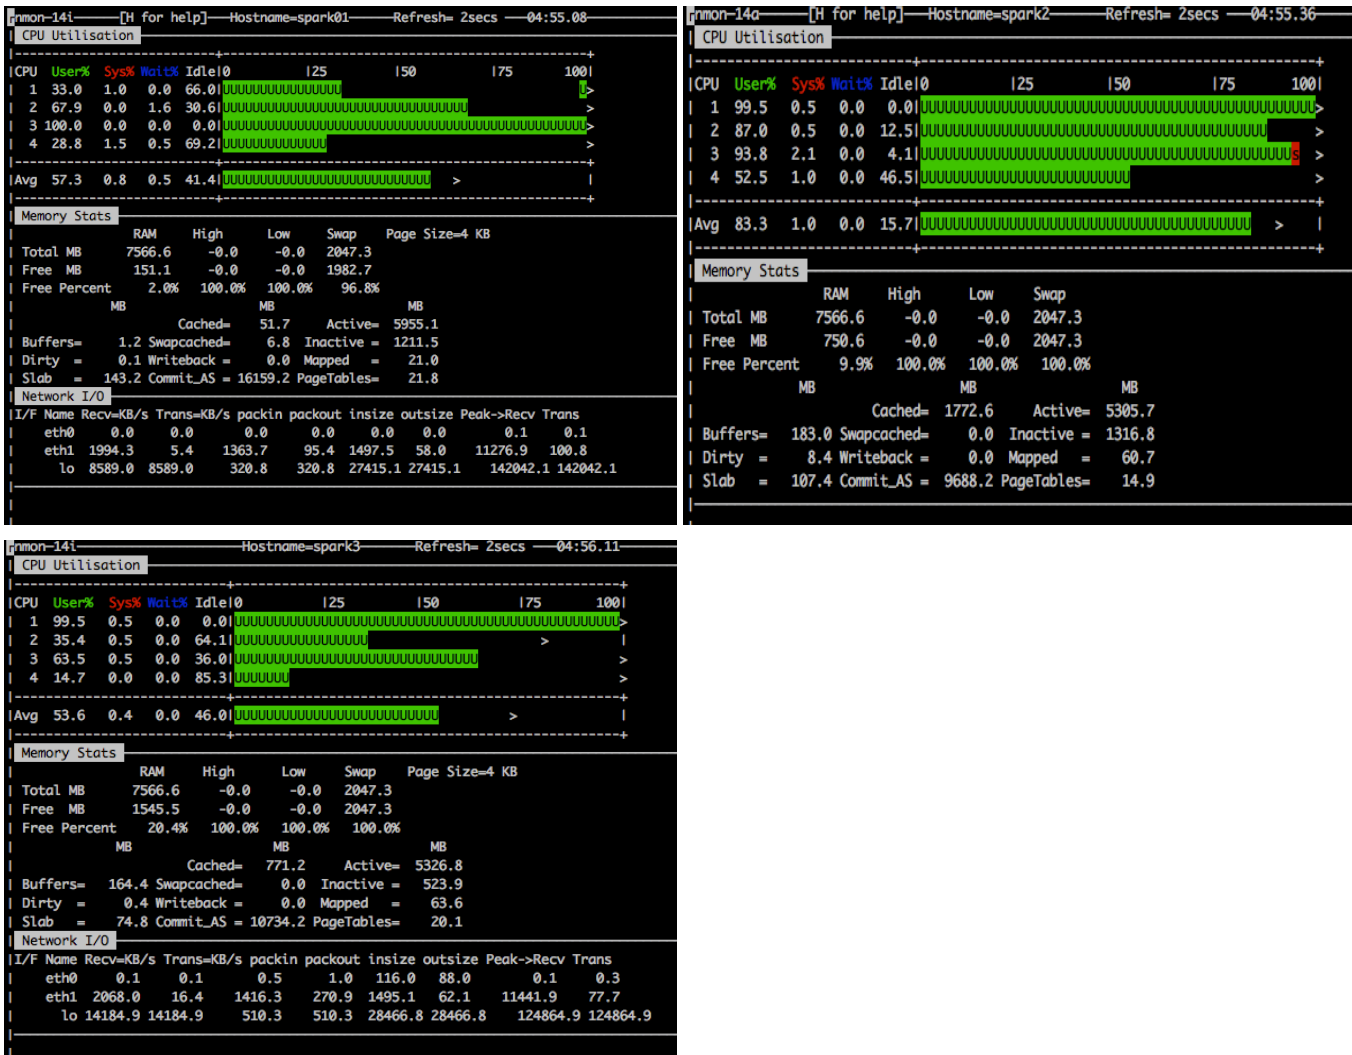 nmon-14i [H for help] Hostname=spark01 Refresh= 2secs 04:55.08
CPU Utilisation
CPU User% Sys% Wait% Idle|0 |25 |50 |75 100|
1 33.0 1.0 0.0 66.0|UUUUUUUUUUUUUUUU U>
2 67.9 0.0 1.6 30.6|UUUUUUUUUUUUUUUUUUUUUUUUUUUUUUUUU >
3 100.0 0.0 0.0 0.0|UUUUUUUUUUUUUUUUUUUUUUUUUUUUUUUUUUUUUUUUUUUUUUUUU>
4 28.8 1.5 0.5 69.2|UUUUUUUUUUUUUU >
Avg 57.3 0.8 0.5 41.4|UUUUUUUUUUUUUUUUUUUUUUUUUUUU > |
Memory Stats
RAM High Low Swap Page Size=4 KB
Total MB 7566.6 -0.0 -0.0 2047.3
Free MB 151.1 -0.0 -0.0 1982.7
Free Percent 2.0% 100.0% 100.0% 96.8%
MB MB MB
Cached= 51.7 Active= 5955.1
Buffers= 1.2 Swapcached= 6.8 Inactive = 1211.5
Dirty = 0.1 Writeback = 0.0 Mapped = 21.0
Slab = 143.2 Commit_AS = 16159.2 PageTables= 21.8
Network I/O
I/F Name Recv=KB/s Trans=KB/s packin packout insize outsize Peak->Recv Trans
eth0 0.0 0.0 0.0 0.0 0.0 0.0 0.1 0.1
eth1 1994.3 5.4 1363.7 95.4 1497.5 58.0 11276.9 100.8
lo 8589.0 8589.0 320.8 320.8 27415.1 27415.1 142042.1 142042.1
nmon-14a [H for help] Hostname=spark2 Refresh= 2secs 04:55.36
CPU Utilisation
CPU User% Sys% Wait% Idle|0 |25 |50 |75 100|
1 99.5 0.5 0.0 0.0|UUUUUUUUUUUUUUUUUUUUUUUUUUUUUUUUUUUUUUUUUUUUUUUUU>
2 87.0 0.5 0.0 12.5|UUUUUUUUUUUUUUUUUUUUUUUUUUUUUUUUUUUUUUUUUUU >
3 93.8 2.1 0.0 4.1|UUUUUUUUUUUUUUUUUUUUUUUUUUUUUUUUUUUUUUUUUUUUUUs >
4 52.5 1.0 0.0 46.5|UUUUUUUUUUUUUUUUUUUUUUUUUU >
Avg 83.3 1.0 0.0 15.7|UUUUUUUUUUUUUUUUUUUUUUUUUUUUUUUUUUUUUUUUU > |
Memory Stats
RAM High Low Swap
Total MB 7566.6 -0.0 -0.0 2047.3
Free MB 750.6 -0.0 -0.0 2047.3
Free Percent 9.9% 100.0% 100.0% 100.0%
MB MB MB
Cached= 1772.6 Active= 5305.7
Buffers= 183.0 Swapcached= 0.0 Inactive = 1316.8
Dirty = 8.4 Writeback = 0.0 Mapped = 60.7
Slab = 107.4 Commit_AS = 9688.2 PageTables= 14.9
nmon-14i Hostname=spark3 Refresh= 2secs 04:56.11
CPU Utilisation
CPU User% Sys% Wait% Idle|0 |25 |50 |75 100|
1 99.5 0.5 0.0 0.0|UUUUUUUUUUUUUUUUUUUUUUUUUUUUUUUUUUUUUUUUUUUUUUUUU>
2 35.4 0.5 0.0 64.1|UUUUUUUUUUUUUUUUU > |
3 63.5 0.5 0.0 36.0|UUUUUUUUUUUUUUUUUUUUUUUUUUUUUUU >
4 14.7 0.0 0.0 85.3|UUUUUUU >
Avg 53.6 0.4 0.0 46.0|UUUUUUUUUUUUUUUUUUUUUUUUUU > |
Memory Stats
RAM High Low Swap Page Size=4 KB
Total MB 7566.6 -0.0 -0.0 2047.3
Free MB 1545.5 -0.0 -0.0 2047.3
Free Percent 20.4% 100.0% 100.0% 100.0%
MB MB MB
Cached= 771.2 Active= 5326.8
Buffers= 164.4 Swapcached= 0.0 Inactive = 523.9
Dirty = 0.4 Writeback = 0.0 Mapped = 63.6
Slab = 74.8 Commit_AS = 10734.2 PageTables= 20.1
Network I/O
I/F Name Recv=KB/s Trans=KB/s packin packout insize outsize Peak->Recv Trans
eth0 0.1 0.1 0.5 1.0 116.0 88.0 0.1 0.3
eth1 2068.0 16.4 1416.3 270.9 1495.1 62.1 11441.9 77.7
lo 14184.9 14184.9 510.3 510.3 28466.8 28466.8 124864.9 124864.9